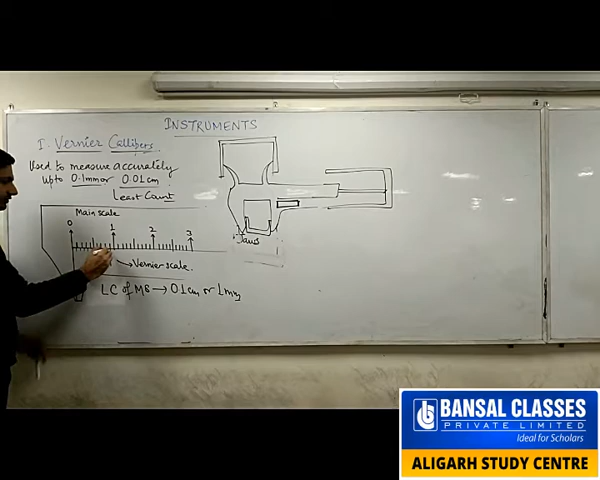 INSTRUMENTS
I. Vernier Callibers
Used to measure accurately
upto 0.1mm or 0.01cm
Least Count
Main scale
0 1 2 3
Jaws
Vernier scale.
LC of MS → 0.1cm or 1mm
BANSAL CLASSES
PRIVATE LIMITED
Ideal for Scholars
ALIGARH STUDY CENTRE